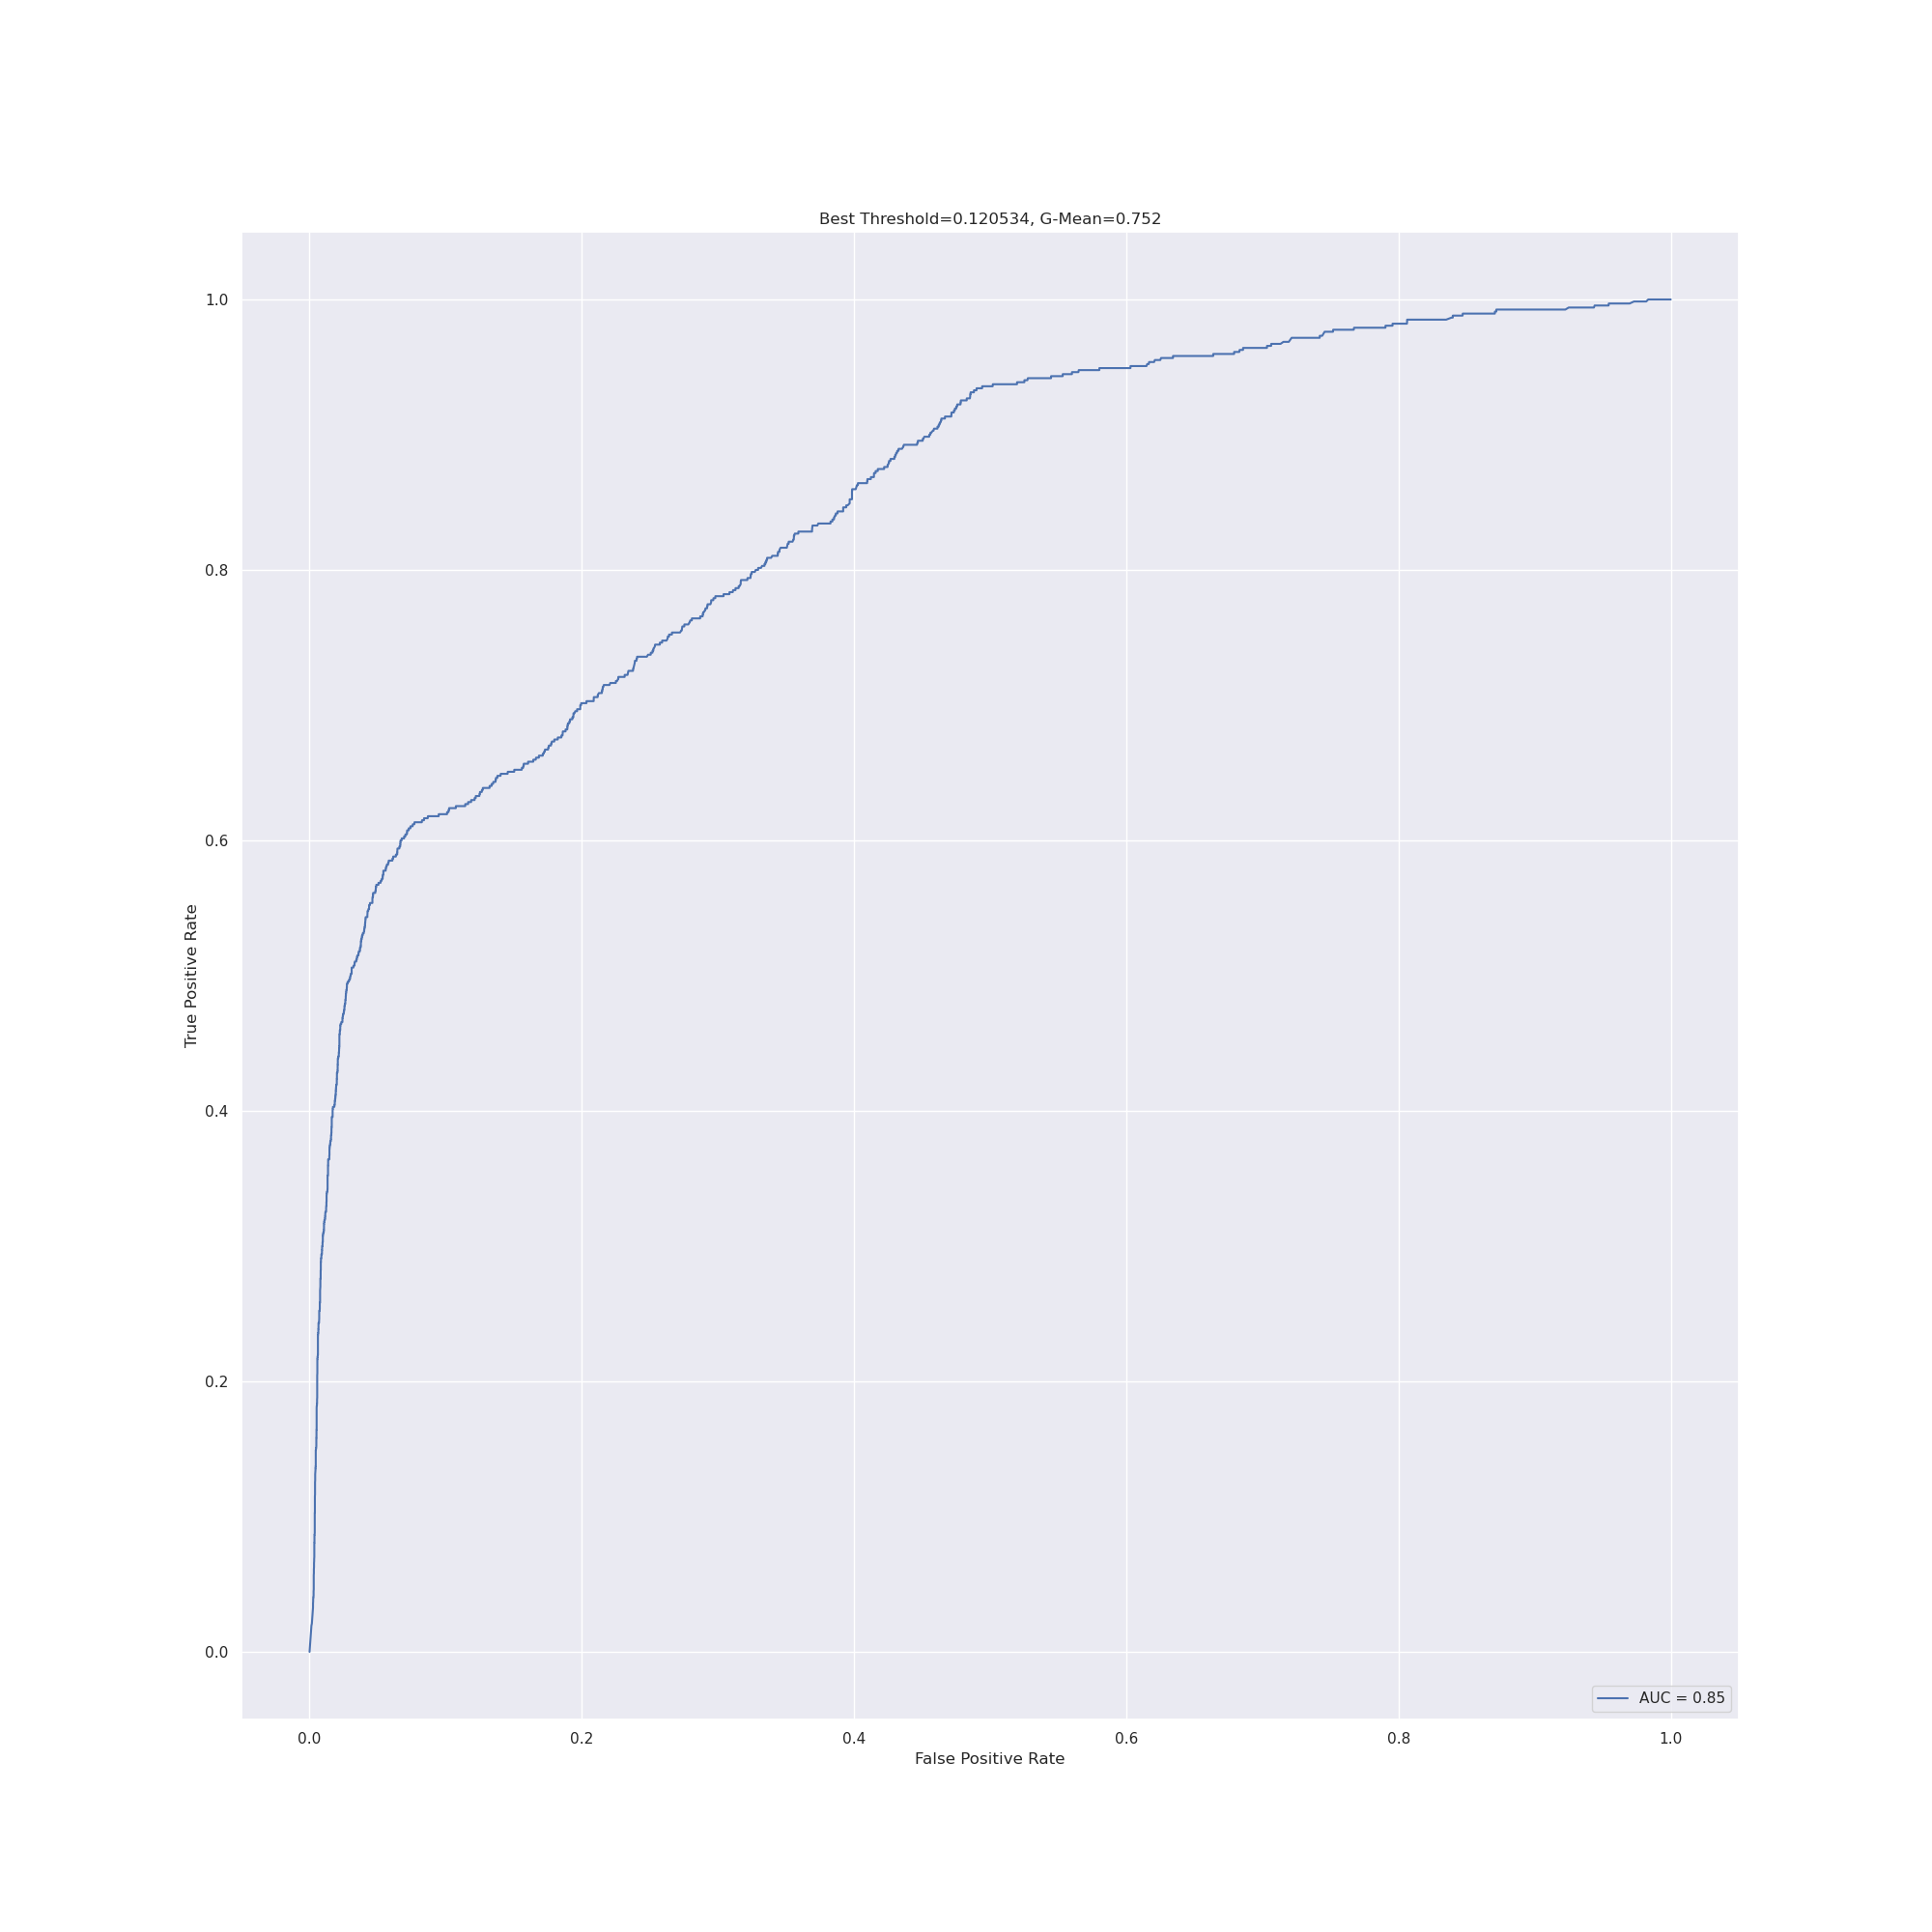 Best Threshold=0.120534, G-Mean=0.752
1.0
0.8
0.6
0.4
0.2
0.0
True Positive Rate
0.0 0.2 0.4 0.6 0.8 1.0
False Positive Rate
AUC = 0.85